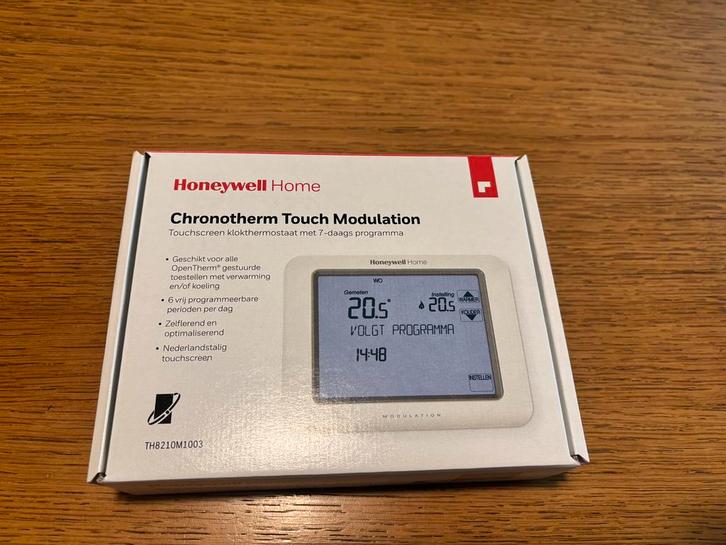 Honeywell Home
Chronotherm Touch Modulation
Touchscreen klokthermostaat met 7-daags programma
• Geschikt voor alle
OpenTherm® gestuurde
toestellen met verwarming
en/of koeling
• 6 vrij programmeerbare
perioden per dag
• Zelflerend en
optimaliserend
• Nederlandstalig
touchscreen
TH8210M1003
Honeywell Home
WO
Gemeten
20.5°
Instelling
20.5
WARMER
KOUDER
VOLGT PROGRAMMA
14:48
INSTELLEN
MODULATION